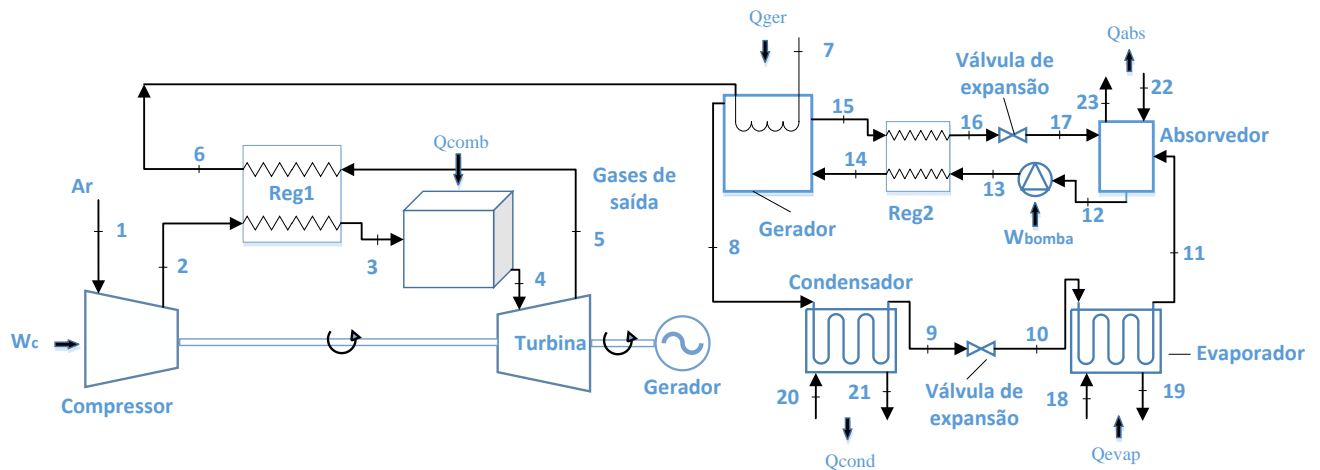 Qger
7
Qabs
Válvula de
expansão
22
23
15
16
17
Absorvedor
6
Qcomb
Reg1
Gases de
saída
14
13
12
Ar
Reg2
Gerador
Wbomba
1
2
3
4
5
8
11
Condensador
Wc
Turbina
9
10
Evaporador
Gerador
Válvula de
expansão
20
21
18
19
Compressor
Qcond
Qevap